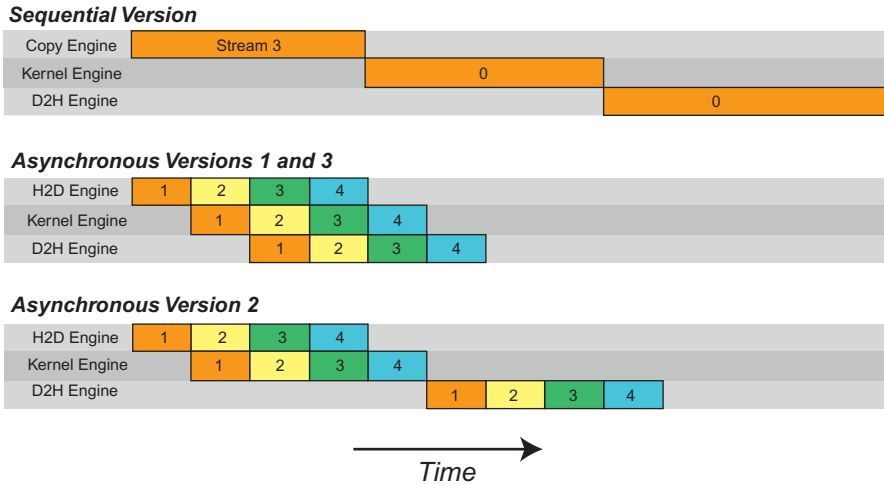 Sequential Version
Copy Engine Stream 3
Kernel Engine 0
D2H Engine 0
Asynchronous Versions 1 and 3
H2D Engine 1 2 3 4
Kernel Engine 1 2 3 4
D2H Engine 1 2 3 4
Asynchronous Version 2
H2D Engine 1 2 3 4
Kernel Engine 1 2 3 4
D2H Engine 1 2 3 4
Time